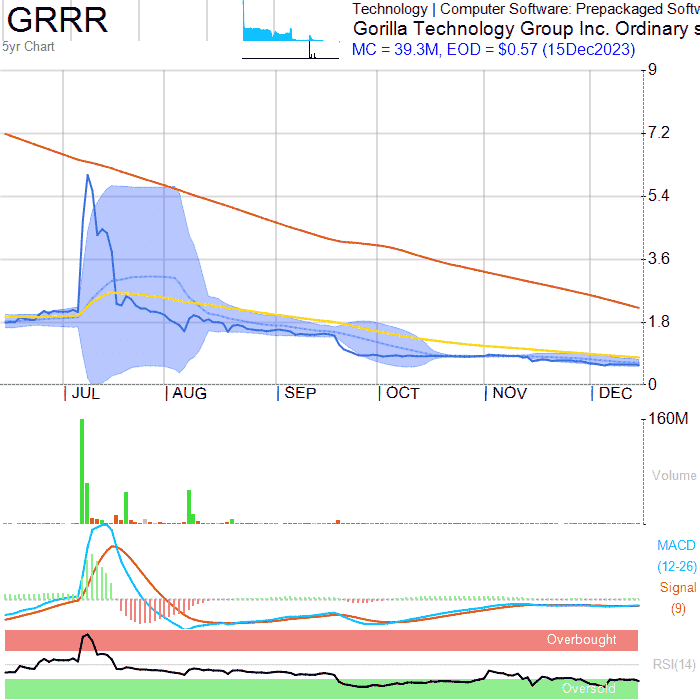 GRRR
5yr Chart
Technology | Computer Software: Prepackaged Softw
Gorilla Technology Group Inc. Ordinary s
MC = 39.3M, EOD = $0.57 (15Dec2023)
9
7.2
5.4
3.6
1.8
0
JUL AUG SEP OCT NOV DEC
160M
Volume
MACD
(12-26)
Signal
(9)
Overbought
RSI(14)
Oversold